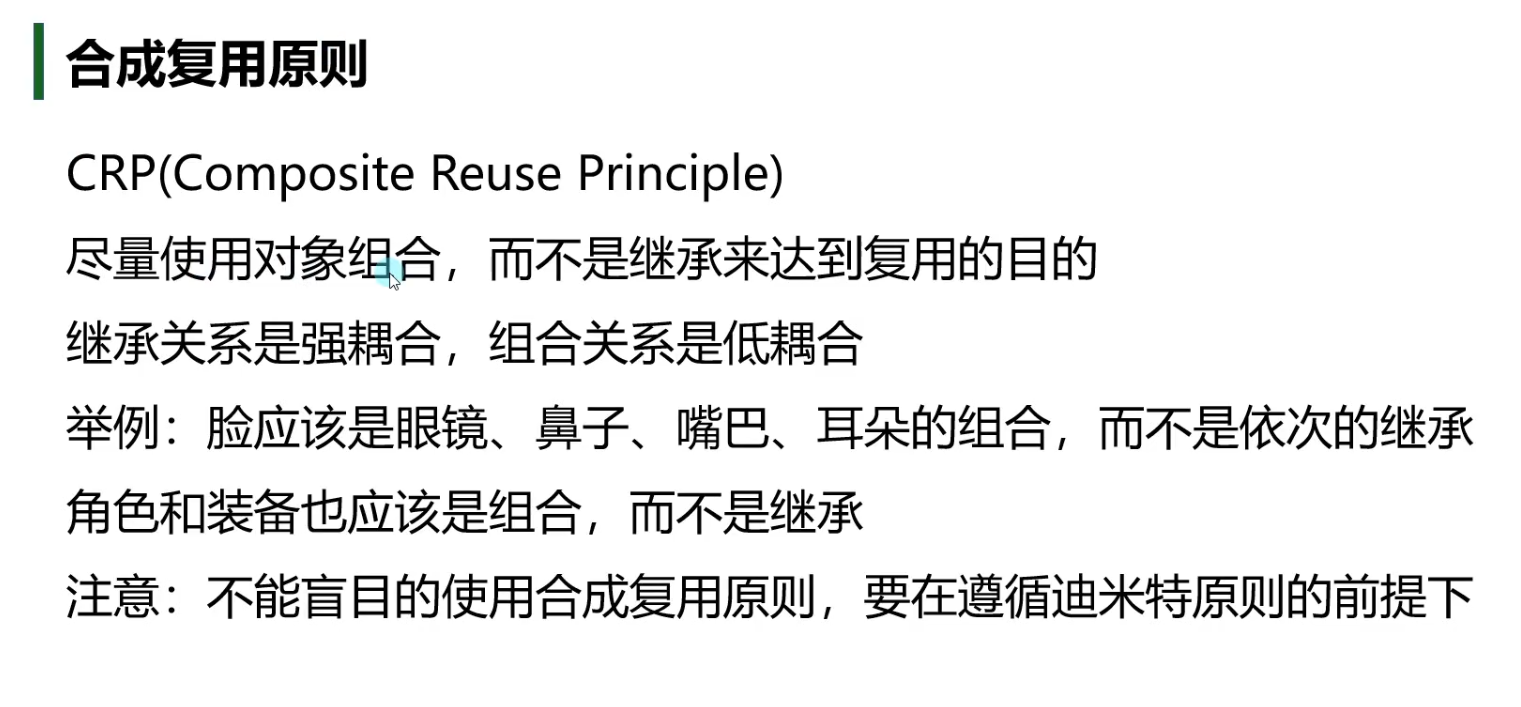 合成复用原则
CRP(Composite Reuse Principle)
尽量使用对象组合，而不是继承来达到复用的目的
继承关系是强耦合，组合关系是低耦合
举例：脸应该是眼镜、鼻子、嘴巴、耳朵的组合，而不是依次的继承
角色和装备也应该是组合，而不是继承
注意：不能盲目的使用合成复用原则，要在遵循迪米特原则的前提下